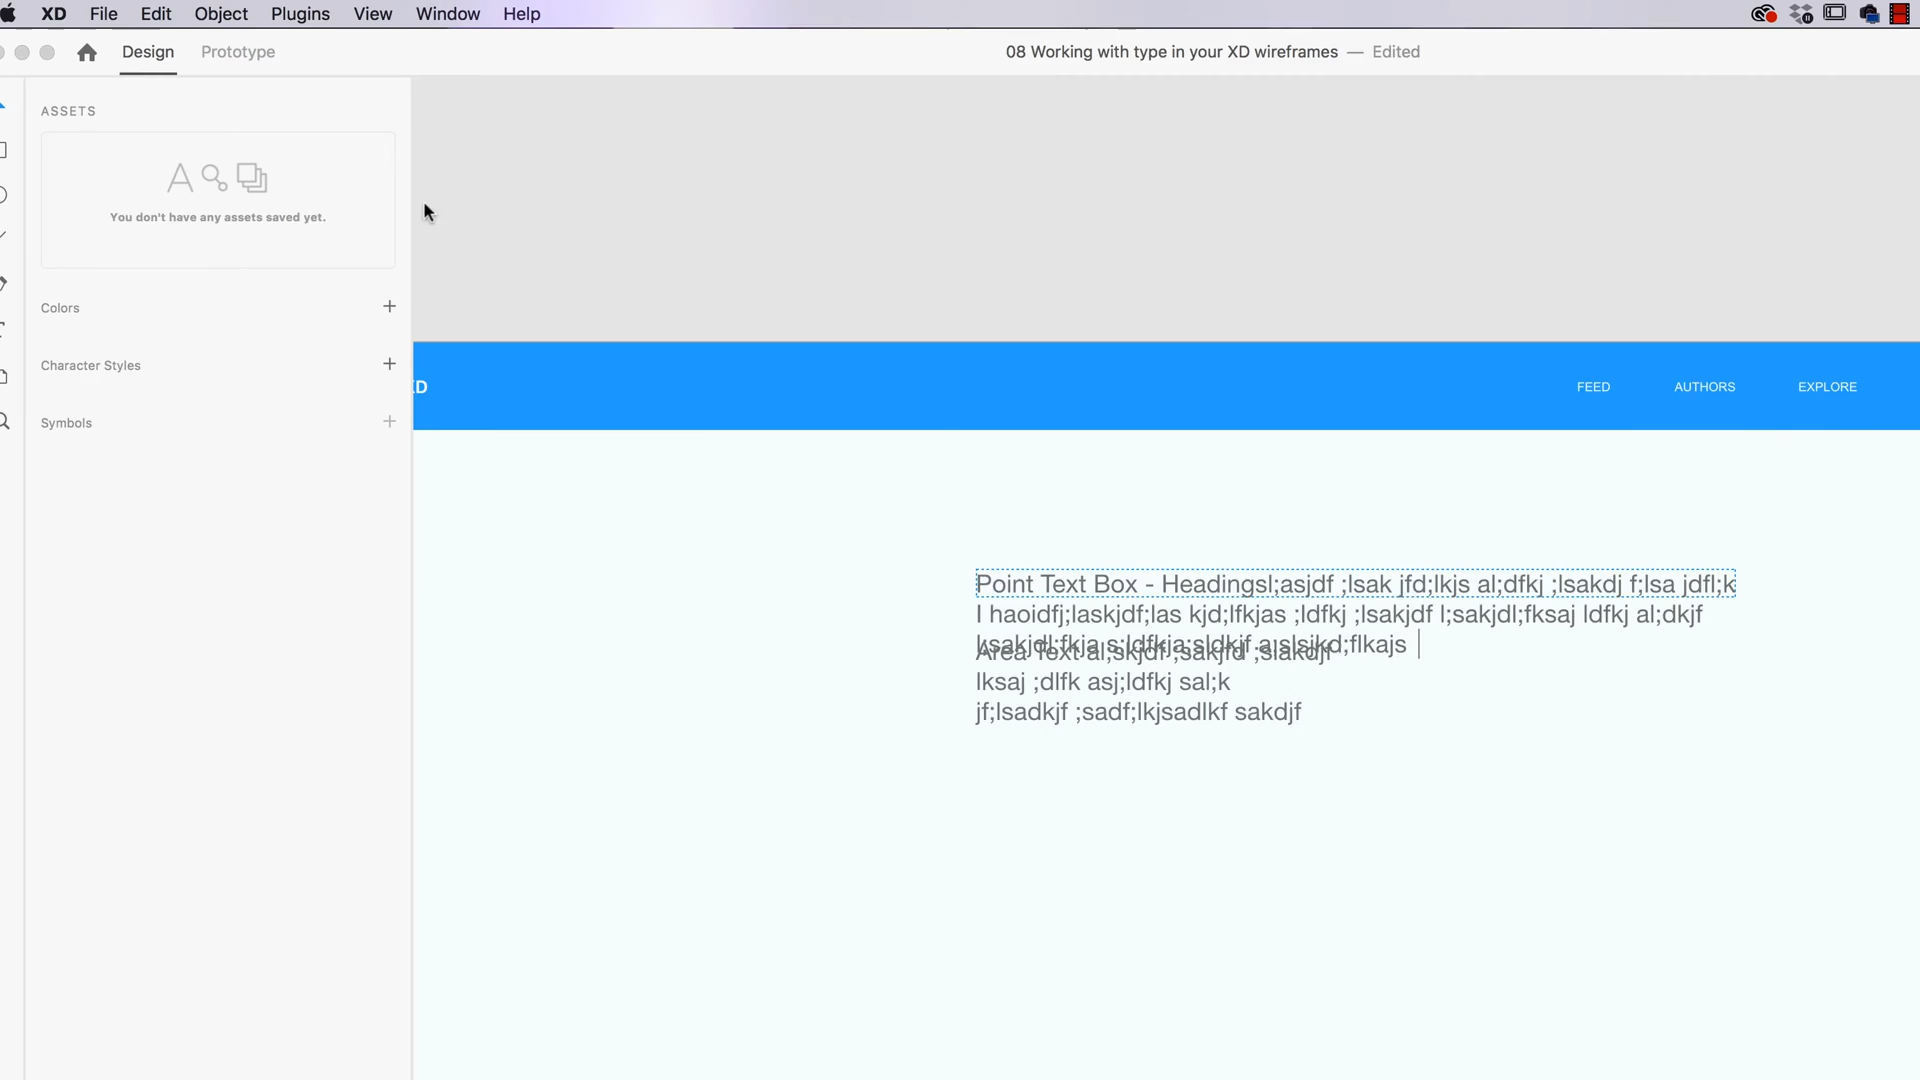 XD File Edit Object Plugins View Window Help
Design Prototype 08 Working with type in your XD wireframes — Edited
ASSETS
You don't have any assets saved yet.
Colors +
Character Styles +
Symbols +
XD FEED AUTHORS EXPLORE
Point Text Box - Headingsl;asjdf ;lsak jfd;lkjs al;dfkj ;lsakdj f;lsa jdfl;k
I haoidfj;laskjdf;las kjd;lfkjas ;ldfkj ;lsakjdf l;sakjdl;fksaj ldfkj al;dkjf
lksaj ;dlfk asj;ldfkj sal;k
jf;lsadkjf ;sadf;lkjsadlkf sakdjf